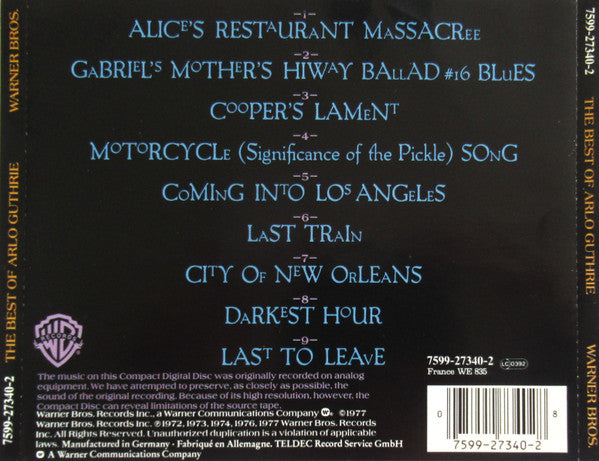 7599-27340-2 THE BEST OF ARLO GUTHRIE WARNER BROS.
-1-
ALICE'S RESTAURANT MASSACREE
-2-
GABRIEL'S MOTHER'S HIWAY BALLAD #16 BLUES
-3-
COOPER'S LAMENT
-4-
MOTORCYCLE (Significance of the Pickle) SONG
-5-
COMING INTO LOS ANGELES
-6-
LAST TRAIN
-7-
CITY OF NEW ORLEANS
-8-
DARKEST HOUR
-9-
LAST TO LEAVE
WB
RECORDS
The music on this Compact Digital Disc was originally recorded on analog
equipment. We have attempted to preserve, as closely as possible, the
sound of the original recording. Because of its high resolution, however, the
Compact Disc can reveal limitations of the source tape.
Warner Bros. Records Inc., a Warner Communications Company ©1977
Warner Bros. Records Inc. ℗1972, 1973, 1974, 1976, 1977 Warner Bros. Records
Inc. All Rights Reserved. Unauthorized duplication is a violation of applicable
laws. Manufactured in Germany · Fabriqué en Allemagne. TELDEC Record Service GmbH
A Warner Communications Company
7599-27340-2
LC 0392
France WE 835
0 8
7599-27340-2
7599-27340-2 THE BEST OF ARLO GUTHRIE WARNER BROS.